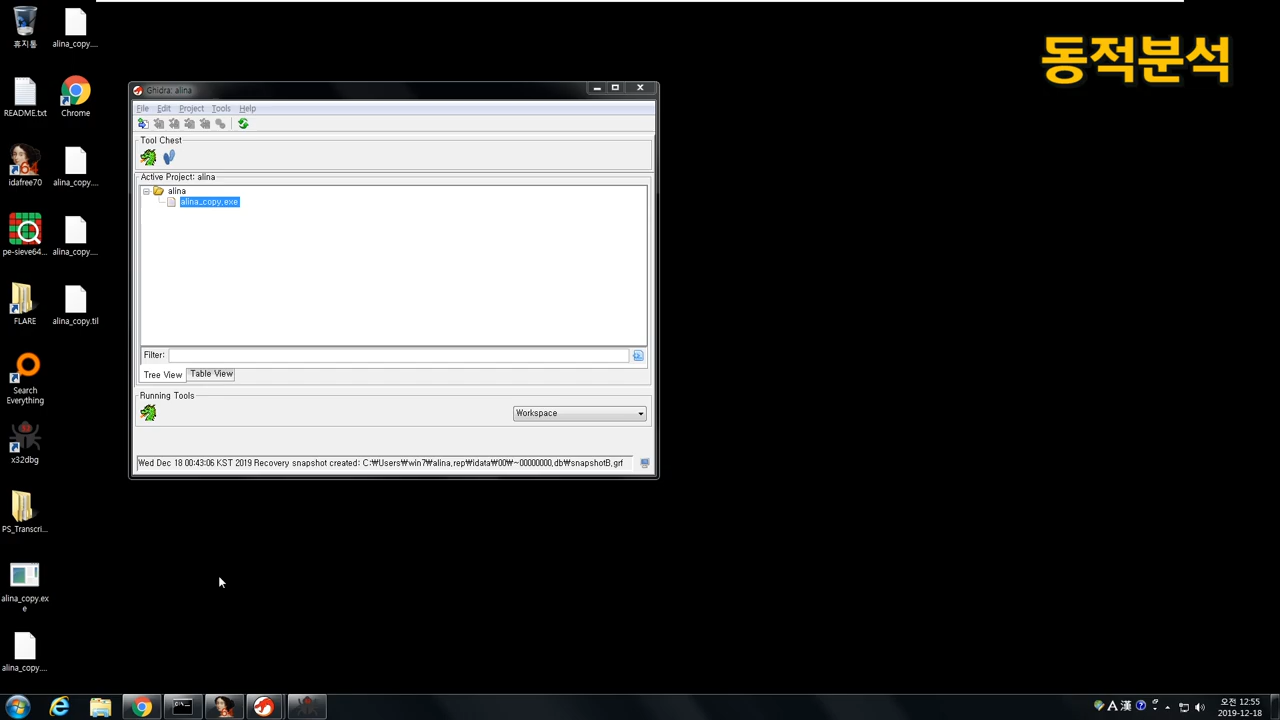 동적분석
휴지통
alina_copy....
README.txt
Chrome
idafree70
alina_copy....
pe-sieve64...
alina_copy....
FLARE
alina_copy.til
Search
Everything
x32dbg
PS_Transcri...
alina_copy.ex
e
alina_copy....
Ghidra: alina
File Edit Project Tools Help
Tool Chest
Active Project: alina
alina
alina_copy.exe
Filter:
Tree View Table View
Running Tools
Workspace
Wed Dec 18 00:43:06 KST 2019 Recovery snapshot created: C:₩Users₩win7₩alina.rep₩idata₩00₩~00000000.db₩snapshotB.grf
A 漢
오전 12:55
2019-12-18